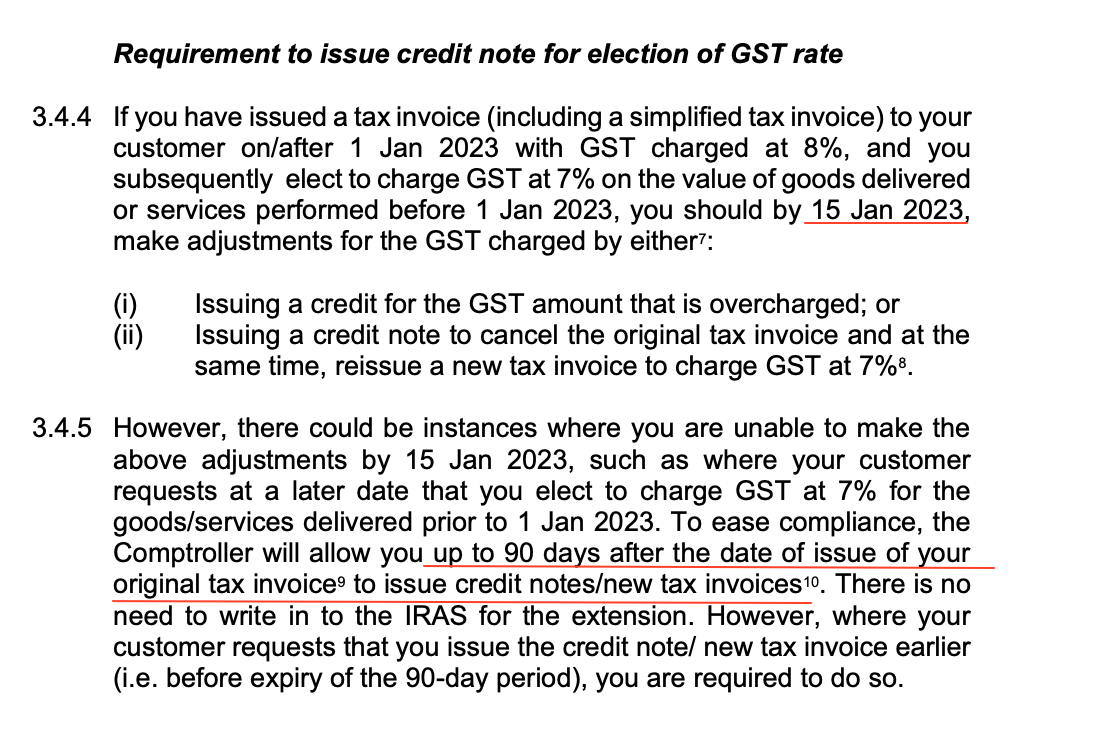 Requirement to issue credit note for election of GST rate
3.4.4 If you have issued a tax invoice (including a simplified tax invoice) to your
customer on/after 1 Jan 2023 with GST charged at 8%, and you
subsequently elect to charge GST at 7% on the value of goods delivered
or services performed before 1 Jan 2023, you should by 15 Jan 2023,
make adjustments for the GST charged by either⁷:
(i) Issuing a credit for the GST amount that is overcharged; or
(ii) Issuing a credit note to cancel the original tax invoice and at the
same time, reissue a new tax invoice to charge GST at 7%⁸.
3.4.5 However, there could be instances where you are unable to make the
above adjustments by 15 Jan 2023, such as where your customer
requests at a later date that you elect to charge GST at 7% for the
goods/services delivered prior to 1 Jan 2023. To ease compliance, the
Comptroller will allow you up to 90 days after the date of issue of your
original tax invoice⁹ to issue credit notes/new tax invoices¹⁰. There is no
need to write in to the IRAS for the extension. However, where your
customer requests that you issue the credit note/ new tax invoice earlier
(i.e. before expiry of the 90-day period), you are required to do so.